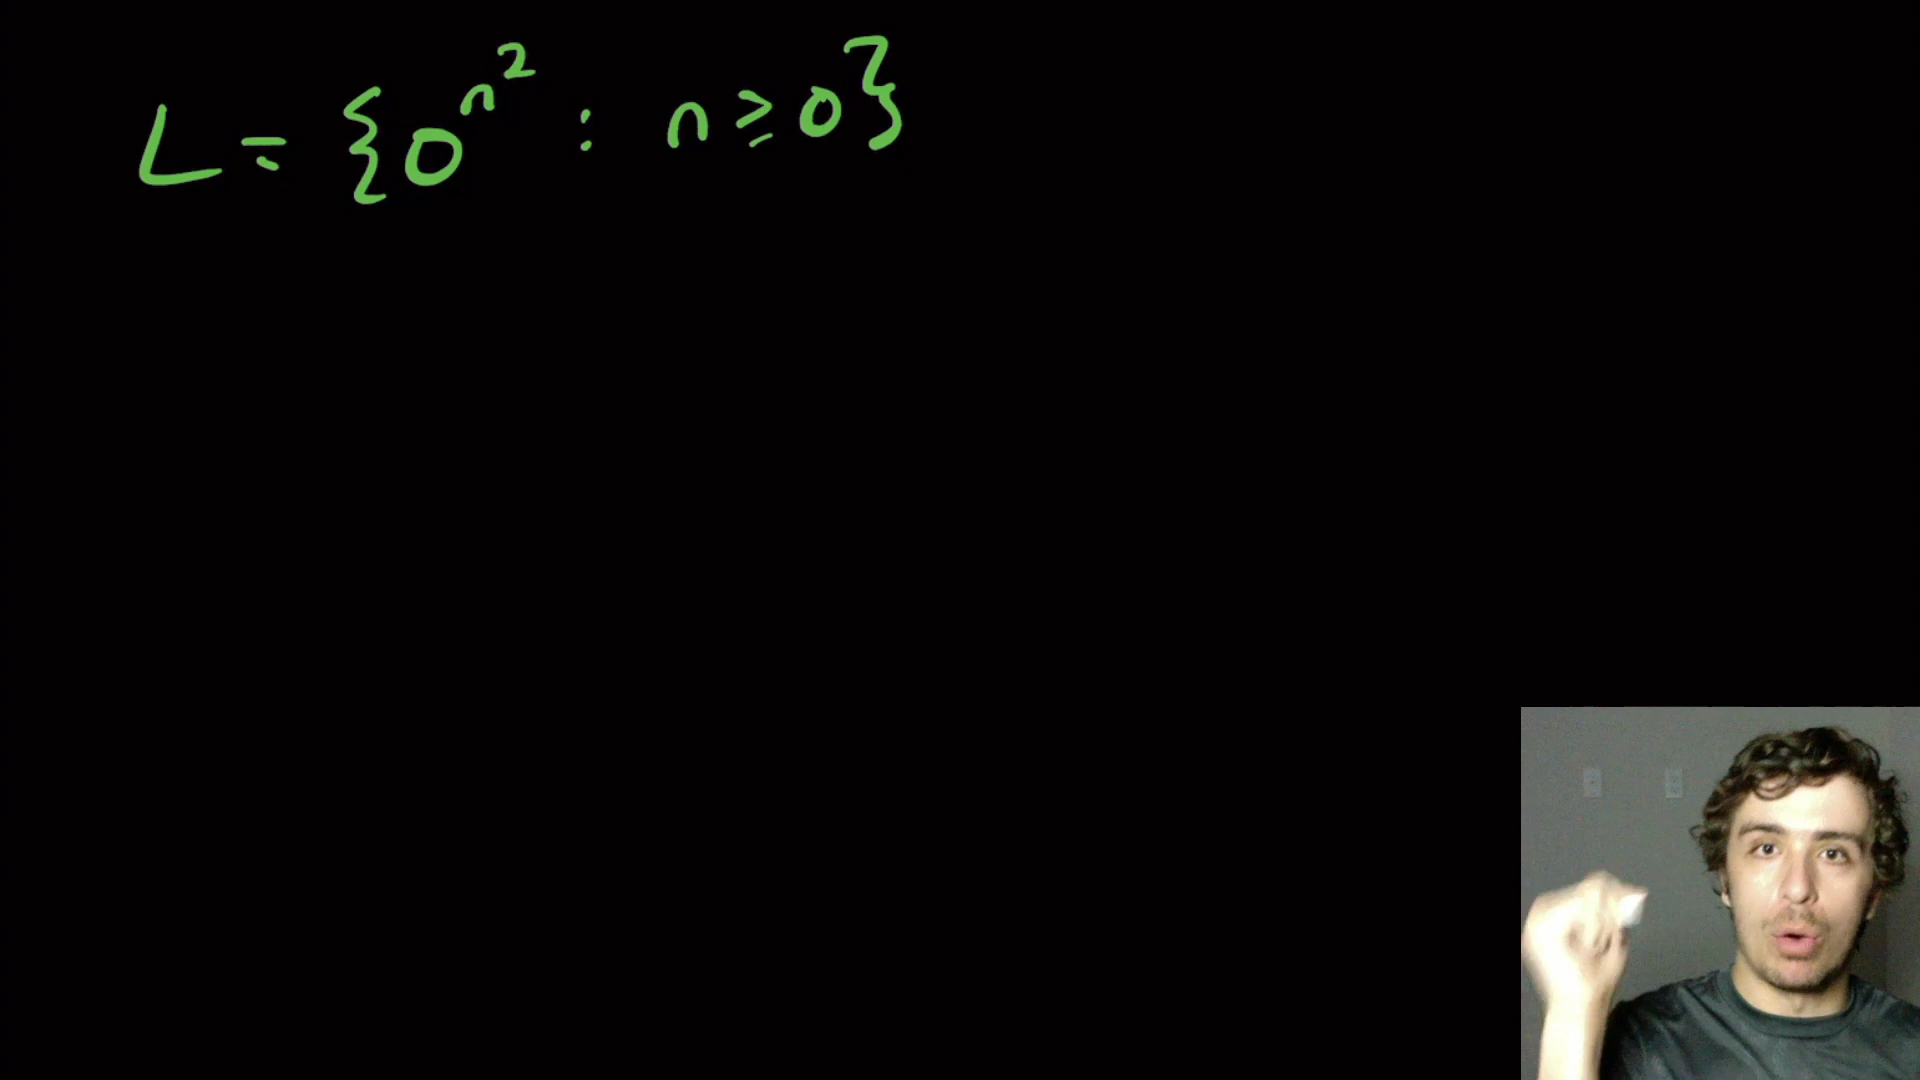 L = {0^{n^2} : n ≥ 0}